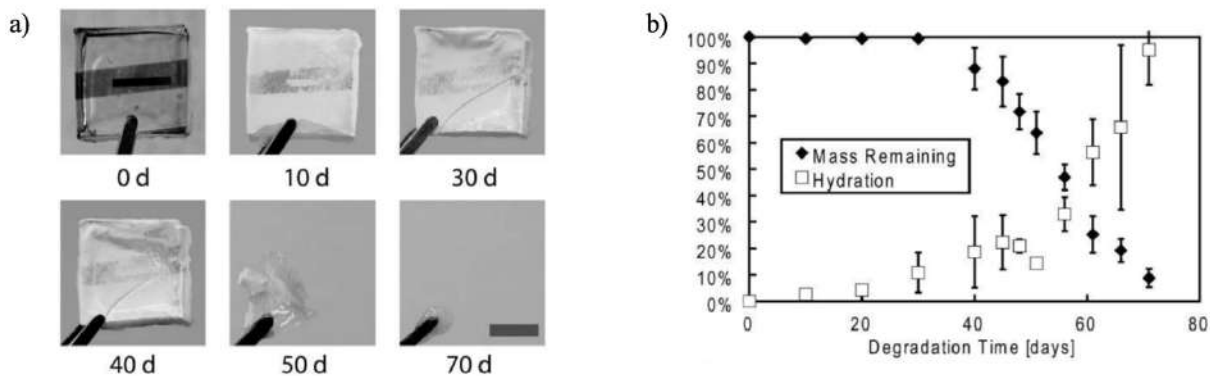 a)
0 d
10 d
30 d
40 d
50 d
70 d
b)
100%
90%
80%
70%
60%
50%
40%
30%
20%
10%
0%
Mass Remaining
Hydration
0
20
40
60
80
Degradation Time [days]